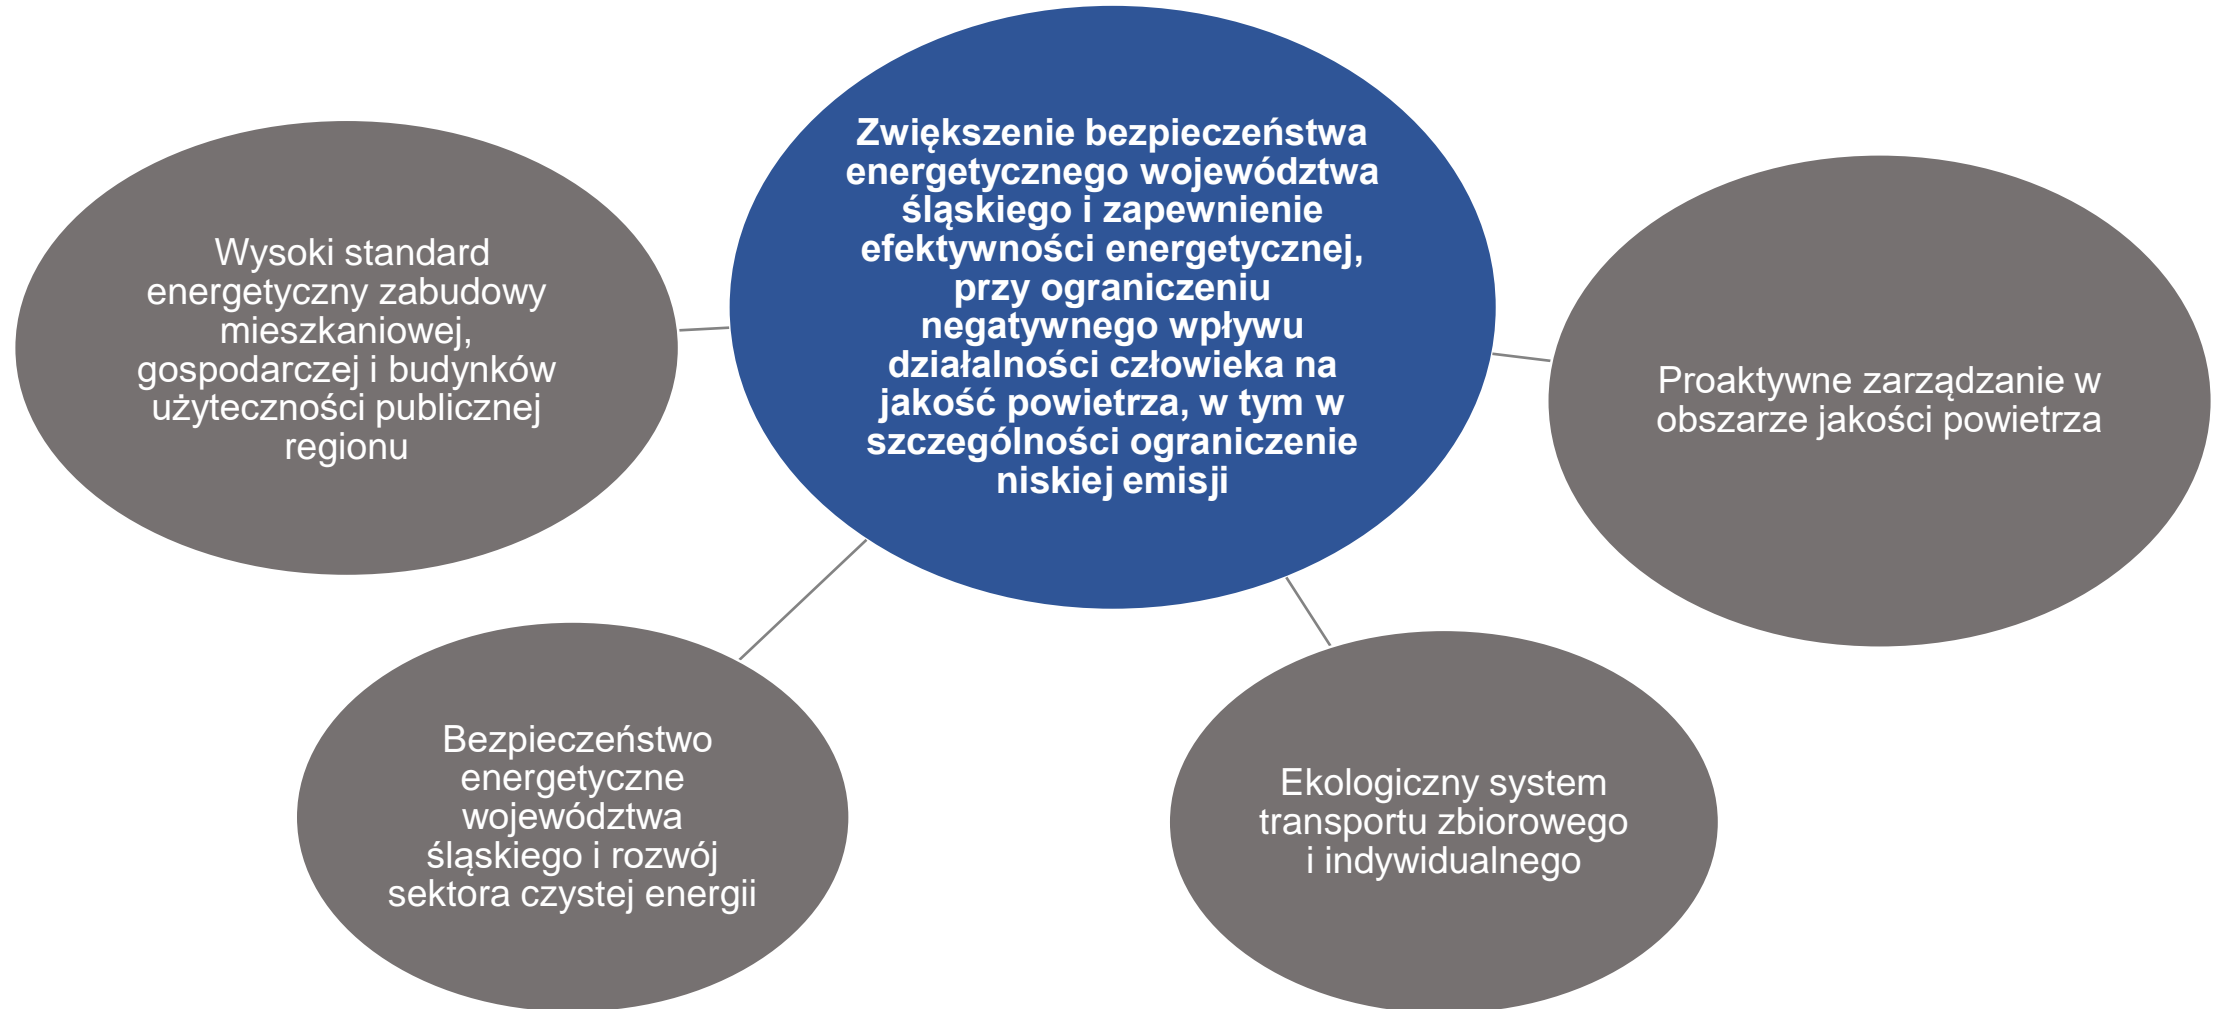 Zwiększenie bezpieczeństwa
energetycznego województwa
śląskiego i zapewnienie
efektywności energetycznej,
przy ograniczeniu
negatywnego wpływu
działalności człowieka na
jakość powietrza, w tym w
szczególności ograniczenie
niskiej emisji
Wysoki standard
energetyczny zabudowy
mieszkaniowej,
gospodarczej i budynków
użyteczności publicznej
regionu
Proaktywne zarządzanie w
obszarze jakości powietrza
Bezpieczeństwo
energetyczne
województwa
śląskiego i rozwój
sektora czystej energii
Ekologiczny system
transportu zbiorowego
i indywidualnego